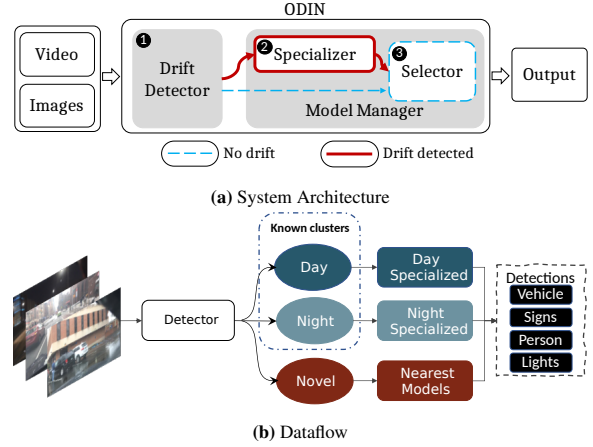 ODIN
Video
Images
1
Drift
Detector
2
Specializer
3
Selector
Model Manager
Output
No drift
Drift detected
(a) System Architecture
Known clusters
Detector
Day
Day
Specialized
Night
Night
Specialized
Novel
Nearest
Models
Detections
Vehicle
Signs
Person
Lights
(b) Dataflow